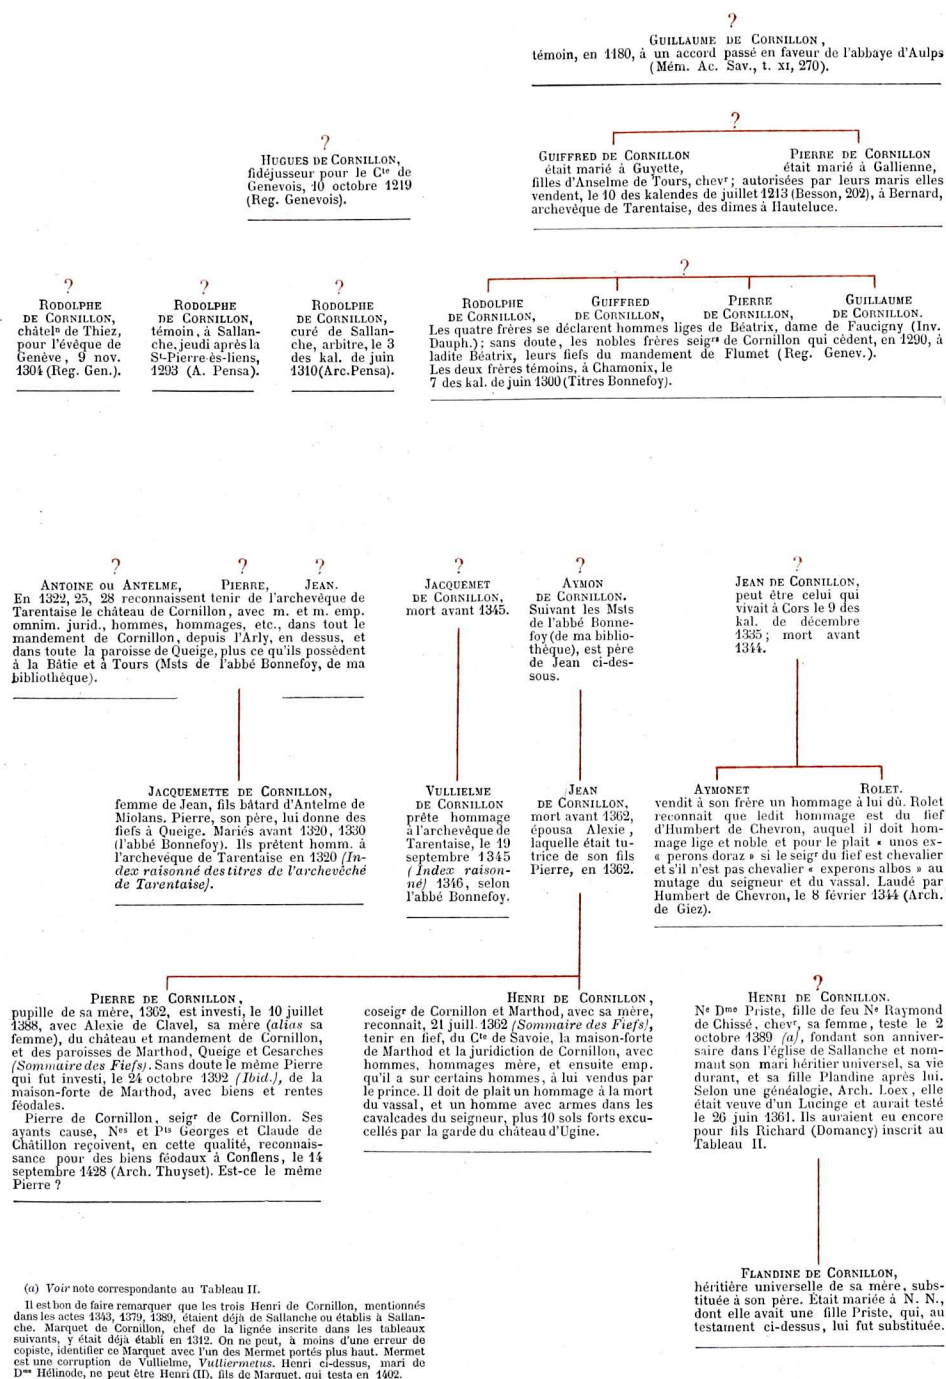 ?
GUILLAUME DE CORNILLON,
témoin, en 1180, à un accord passé en faveur de l'abbaye d'Aulps
(Mém. Ac. Sav., t. XI, 270).
?
HUGUES DE CORNILLON,
fidéjusseur pour le Cte de
Genevois, 10 octobre 1219
(Reg. Genevois).
?
GUIFFRED DE CORNILLON
était marié à Guyette,
PIERRE DE CORNILLON
était marié à Gallienne,
filles d'Anselme de Tours, chevr; autorisées par leurs maris elles
vendent, le 10 des kalendes de juillet 1213 (Besson, 202), à Bernard,
archevêque de Tarentaise, des dimes à Hauteluce.
?
RODOLPHE
DE CORNILLON,
châteln de Thiez,
pour l'évêque de
Genève, 9 nov.
1304 (Reg. Gen.).
?
RODOLPHE
DE CORNILLON,
témoin, à Sallan-
che, jeudi après la
St-Pierre-ès-liens,
1293 (A. Pensa).
?
RODOLPHE
DE CORNILLON,
curé de Sallan-
che, arbitre, le 3
des kal. de juin
1310 (Arc. Pensa).
?
RODOLPHE
DE CORNILLON,
GUIFFRED
DE CORNILLON,
PIERRE
DE CORNILLON,
GUILLAUME
DE CORNILLON.
Les quatre frères se déclarent hommes liges de Béatrix, dame de Faucigny (Inv.
Dauph.); sans doute, les nobles frères seigrs de Cornillon qui cèdent, en 1290, à
ladite Béatrix, leurs fiefs du mandement de Flumet (Reg. Genev.).
Les deux frères témoins, à Chamonix, le
7 des kal. de juin 1300 (Titres Bonnefoy).
?
ANTOINE ou ANTELME,
?
PIERRE,
?
JEAN.
En 1322, 25, 28 reconnaissent tenir de l'archevêque de
Tarentaise le château de Cornillon, avec m. et m. emp.
omnim. jurid., hommes, hommages, etc., dans tout le
mandement de Cornillon, depuis l'Arly, en dessus, et
dans toute la paroisse de Queige, plus ce qu'ils possèdent
à la Bâtie et à Tours (Msts de l'abbé Bonnefoy, de ma
bibliothèque).
?
JACQUEMET
DE CORNILLON,
mort avant 1345.
?
AYMON
DE CORNILLON.
Suivant les Msts
de l'abbé Bonne-
foy (de ma biblio-
thèque), est père
de Jean ci-des-
sous.
?
JEAN DE CORNILLON,
peut être celui qui
vivait à Cors le 9 des
kal. de décembre
1335; mort avant
1344.
JACQUEMETTE DE CORNILLON,
femme de Jean, fils bâtard d'Antelme de
Miolans. Pierre, son père, lui donne des
fiefs à Queige. Mariés avant 1320, 1330
(l'abbé Bonnefoy). Ils prêtent homm. à
l'archevêque de Tarentaise en 1320 (In-
dex raisonné des titres de l'archevêché
de Tarentaise).
VULLIELME
DE CORNILLON
prête hommage
à l'archevêque de
Tarentaise, le 19
septembre 1345
(Index raison-
né) 1346, selon
l'abbé Bonnefoy.
JEAN
DE CORNILLON,
mort avant 1362,
épousa Alexie,
laquelle était tu-
trice de son fils
Pierre, en 1362.
AYMONET
ROLET.
vendit à son frère un hommage à lui dû. Rolet
reconnait que ledit hommage est du fief
d'Humbert de Chevron, auquel il doit hom-
mage lige et noble et pour le plait « unos ex-
« perons doraz » si le seigr du fief est chevalier
et s'il n'est pas chevalier « experons albos » au
mutage du seigneur et du vassal. Laudé par
Humbert de Chevron, le 8 février 1344 (Arch.
de Giez).
PIERRE DE CORNILLON,
pupille de sa mère, 1362, est investi, le 10 juillet
1388, avec Alexie de Clavel, sa mère (alias sa
femme), du château et mandement de Cornillon,
et des paroisses de Marthod, Queige et Cesarches
(Sommaire des Fiefs). Sans doute le même Pierre
qui fut investi, le 24 octobre 1392 (Ibid.), de la
maison-forte de Marthod, avec biens et rentes
féodales.
Pierre de Cornillon, seigr de Cornillon. Ses
ayants cause, Nes et Pts Georges et Claude de
Châtillon reçoivent, en cette qualité, reconnais-
sance pour des biens féodaux à Conflens, le 14
septembre 1428 (Arch. Thuyset). Est-ce le même
Pierre ?
HENRI DE CORNILLON,
coseigr de Cornillon et Marthod, avec sa mère,
reconnaît, 21 juill. 1362 (Sommaire des Fiefs),
tenir en fief, du Cte de Savoie, la maison-forte
de Marthod et la juridiction de Cornillon, avec
hommes, hommages mère, et ensuite emp.
qu'il a sur certains hommes, à lui vendus par
le prince. Il doit de plait un hommage à la mort
du vassal, et un homme avec armes dans les
cavalcades du seigneur, plus 10 sols forts excu-
cellés par la garde du château d'Ugine.
?
HENRI DE CORNILLON.
Ne Dme Priste, fille de feu Ne Raymond
de Chissé, chevr, sa femme, teste le 2
octobre 1389 (a), fondant son anniver-
saire dans l'église de Sallanche et nom-
mant son mari héritier universel, sa vie
durant, et sa fille Plandine après lui.
Selon une généalogie, Arch. Loex, elle
était veuve d'un Lucinge et aurait testé
le 26 juin 1361. Ils auraient eu encore
pour fils Richard (Domancy) inscrit au
Tableau II.
FLANDINE DE CORNILLON,
héritière universelle de sa mère, subs-
tituée à son père. Était mariée à N. N.,
dont elle avait une fille Priste, qui, au
testament ci-dessus, lui fut substituée.
(a) Voir note correspondante au Tableau II.
Il est bon de faire remarquer que les trois Henri de Cornillon, mentionnés
dans les actes 1343, 1379, 1389, étaient déjà de Sallanche ou établis à Sallan-
che. Marquet de Cornillon, chef de la lignée inscrite dans les tableaux
suivants, y était déjà établi en 1312. On ne peut, à moins d'une erreur de
copiste, identifier ce Marquet avec l'un des Mermet portés plus haut. Mermet
est une corruption de Vullielme, Vulliermetus. Henri ci-dessus, mari de
Dme Hélinode, ne peut être Henri (II), fils de Marquet, qui testa en 1402.